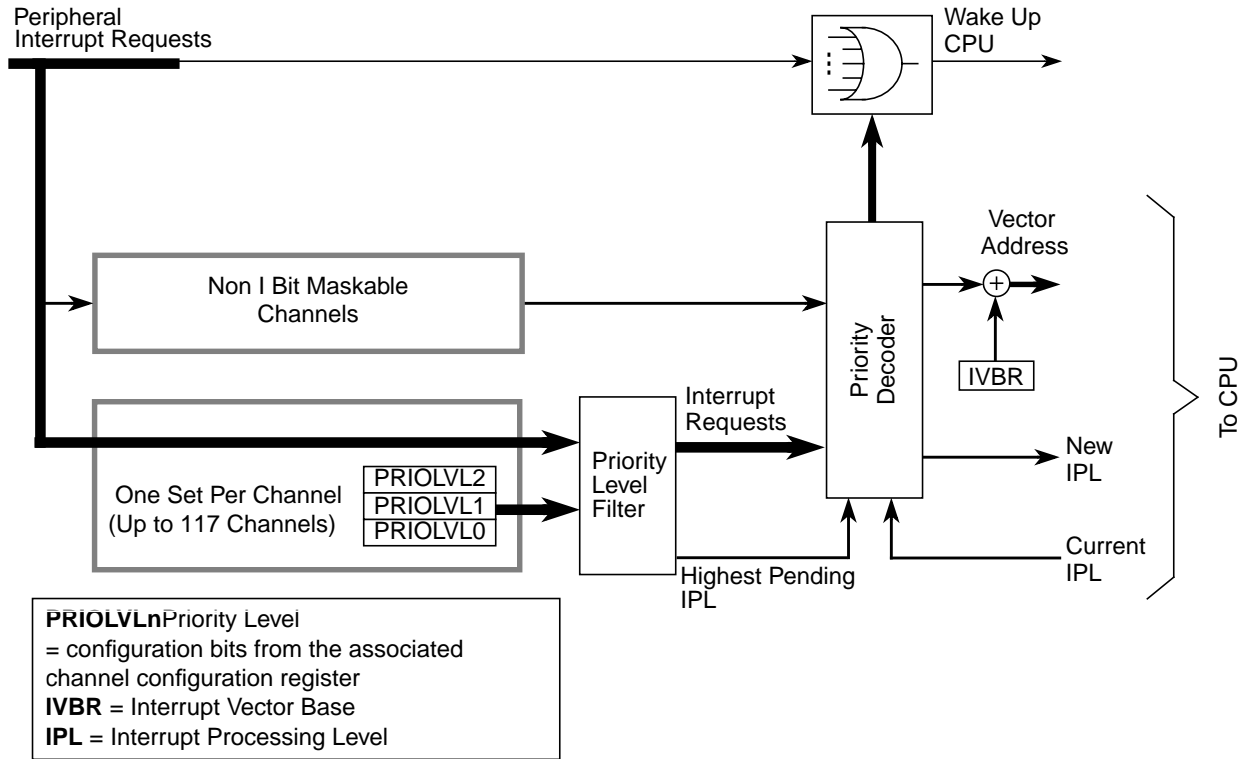 Peripheral
Interrupt Requests
Wake Up
CPU
Non I Bit Maskable
Channels
Priority
Decoder
Vector
Address
IVBR
To CPU
One Set Per Channel
(Up to 117 Channels)
PRIOLVL2
PRIOLVL1
PRIOLVL0
Priority
Level
Filter
Interrupt
Requests
New
IPL
Highest Pending
IPL
Current
IPL
PRIOLVLnPriority Level
= configuration bits from the associated
channel configuration register
IVBR = Interrupt Vector Base
IPL = Interrupt Processing Level